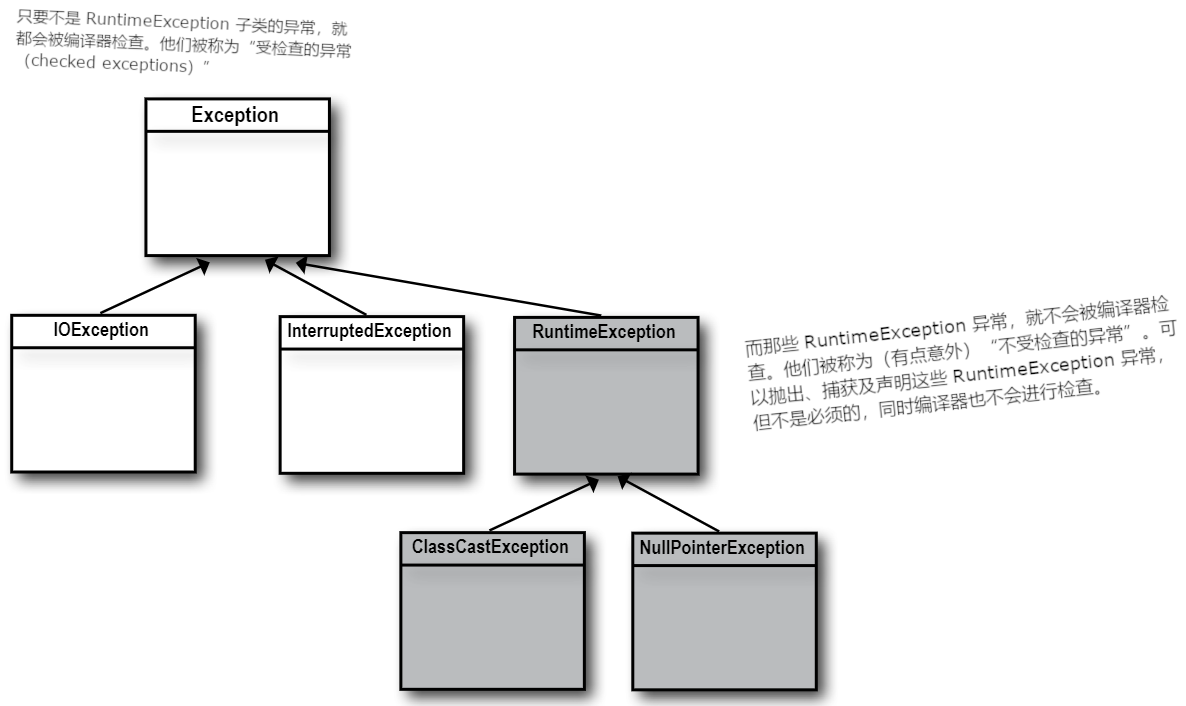 只要不是 RuntimeException 子类的异常，就
都会被编译器检查。他们被称为“受检查的异常
（checked exceptions）”
Exception
IOException
InterruptedException
RuntimeException
而那些 RuntimeException 异常，就不会被编译器检
查。他们被称为（有点意外）“不受检查的异常”。可
以抛出、捕获及声明这些 RuntimeException 异常，
但不是必须的，同时编译器也不会进行检查。
ClassCastException
NullPointerException